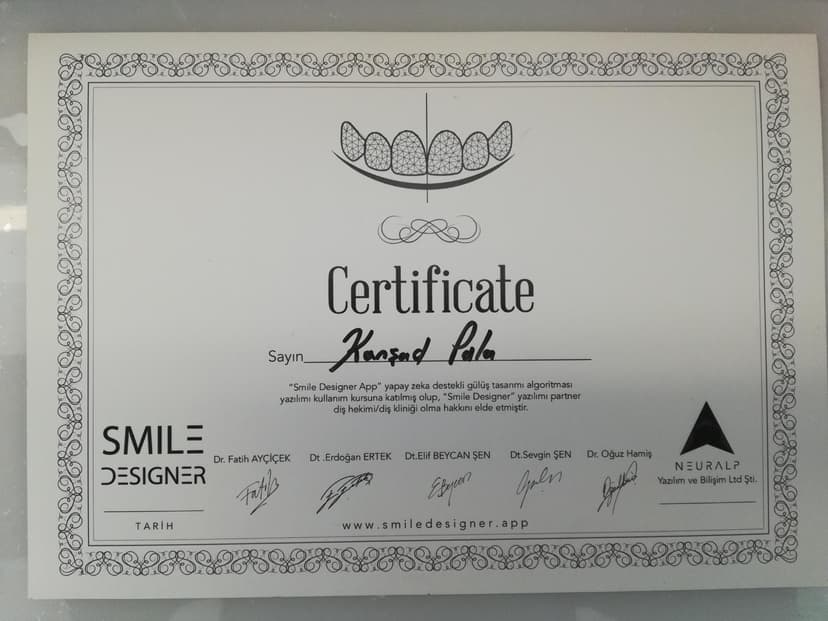 Certificate
Sayın Kanşad Pala
"Smile Designer App" yapay zeka destekli gülüş tasarımı algoritması
yazılımı kullanım kursuna katılmış olup, "Smile Designer" yazılımı partner
diş hekimi/diş kliniği olma hakkını elde etmiştir.
SMILE
DESIGNER
TARİH
Dr. Fatih AYÇİÇEK
Dt .Erdoğan ERTEK
Dt.Elif BEYCAN ŞEN
Dt.Sevgin ŞEN
Dr. Oğuz Hamiş
Fatih
EBeycan
www.smiledesigner.app
NEURALP
Yazılım ve Bilişim Ltd Şti.